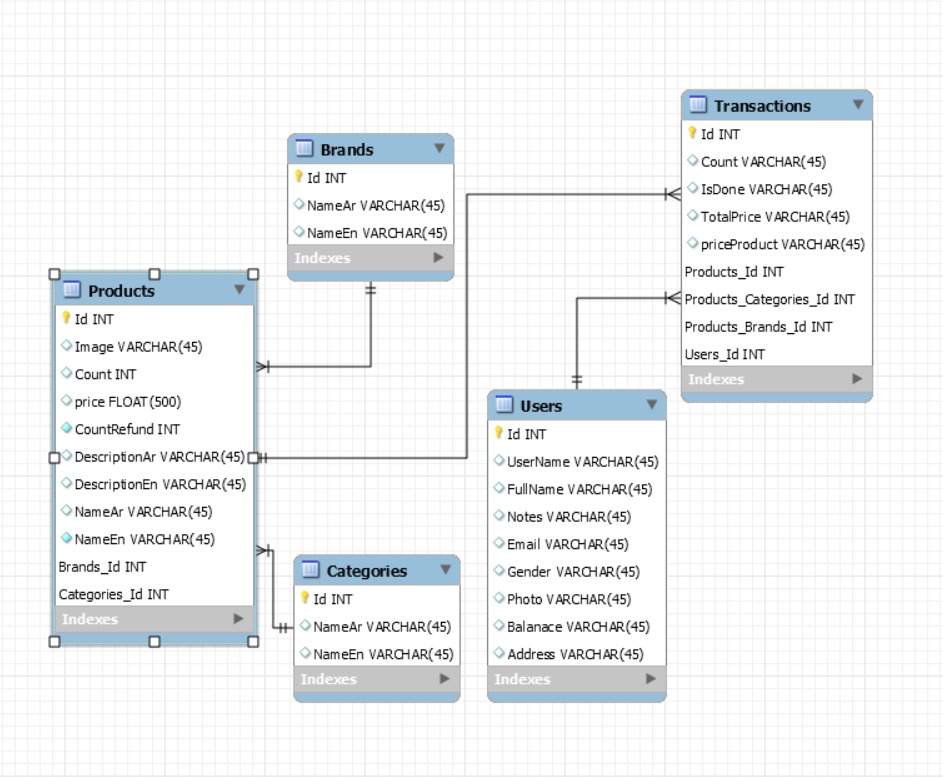 Transactions
Id INT
Count VARCHAR(45)
IsDone VARCHAR(45)
TotalPrice VARCHAR(45)
priceProduct VARCHAR(45)
Products_Id INT
Products_Categories_Id INT
Products_Brands_Id INT
Users_Id INT
Indexes
Brands
Id INT
NameAr VARCHAR(45)
NameEn VARCHAR(45)
Indexes
Products
Id INT
Image VARCHAR(45)
Count INT
price FLOAT(500)
CountRefund INT
DescriptionAr VARCHAR(45)
DescriptionEn VARCHAR(45)
NameAr VARCHAR(45)
NameEn VARCHAR(45)
Brands_Id INT
Categories_Id INT
Indexes
Users
Id INT
UserName VARCHAR(45)
FullName VARCHAR(45)
Notes VARCHAR(45)
Email VARCHAR(45)
Gender VARCHAR(45)
Photo VARCHAR(45)
Balanace VARCHAR(45)
Address VARCHAR(45)
Indexes
Categories
Id INT
NameAr VARCHAR(45)
NameEn VARCHAR(45)
Indexes